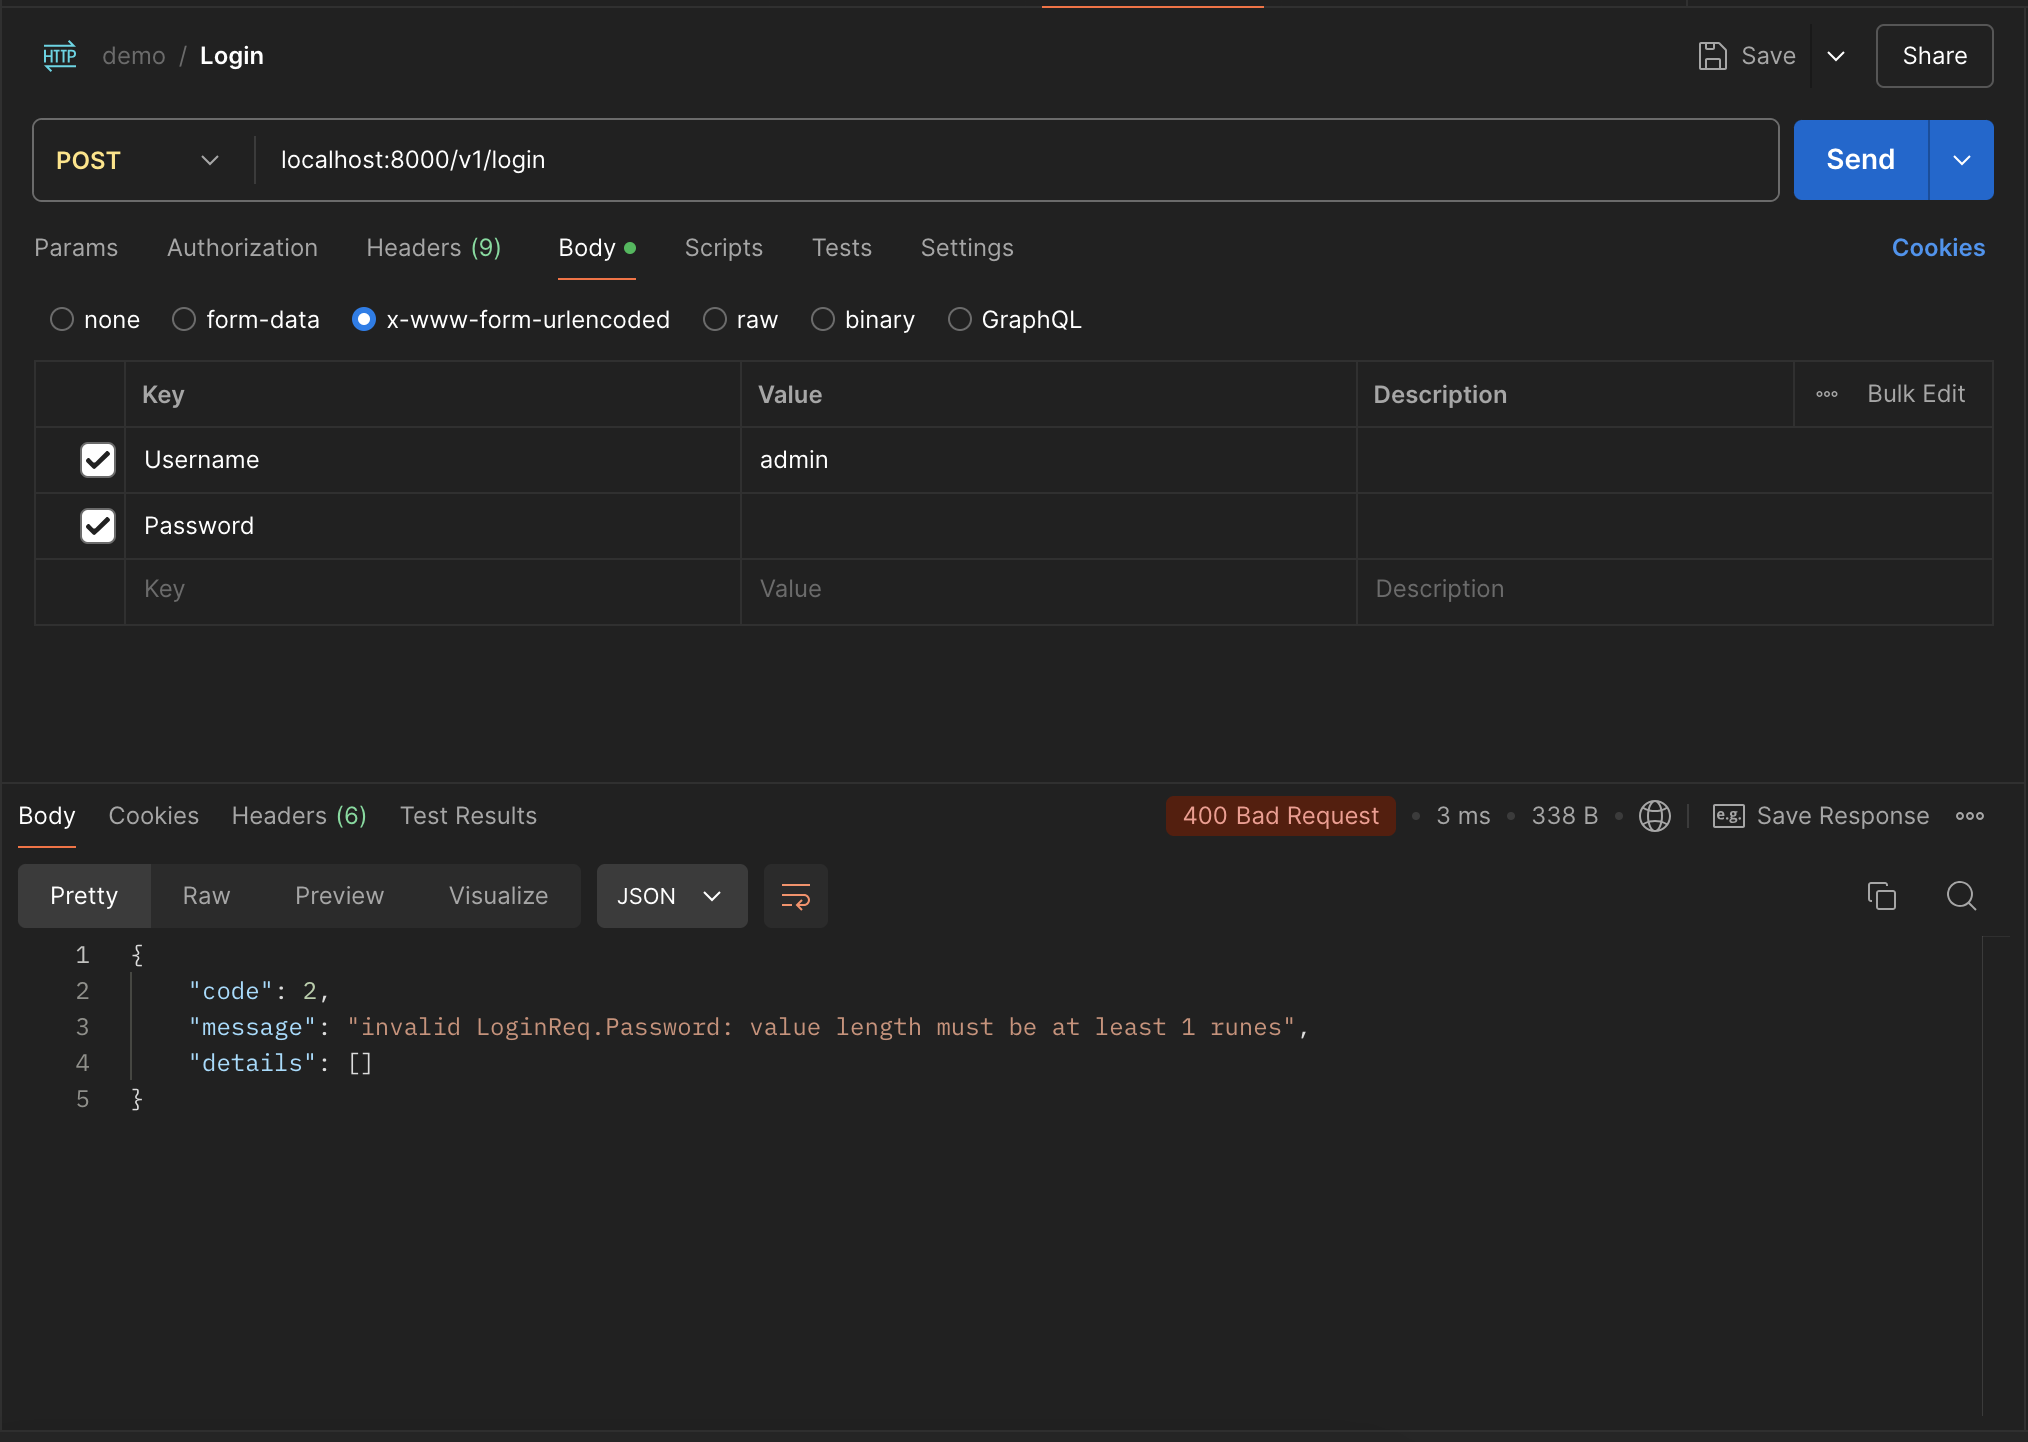 HTTP demo / Login Save Share
POST localhost:8000/v1/login Send
Params Authorization Headers (9) Body Scripts Tests Settings Cookies
none form-data x-www-form-urlencoded raw binary GraphQL
Key Value Description Bulk Edit
Username admin
Password
Key Value Description
Body Cookies Headers (6) Test Results 400 Bad Request 3 ms 338 B e.g. Save Response
Pretty Raw Preview Visualize JSON
1 {
2 "code": 2,
3 "message": "invalid LoginReq.Password: value length must be at least 1 runes",
4 "details": []
5 }